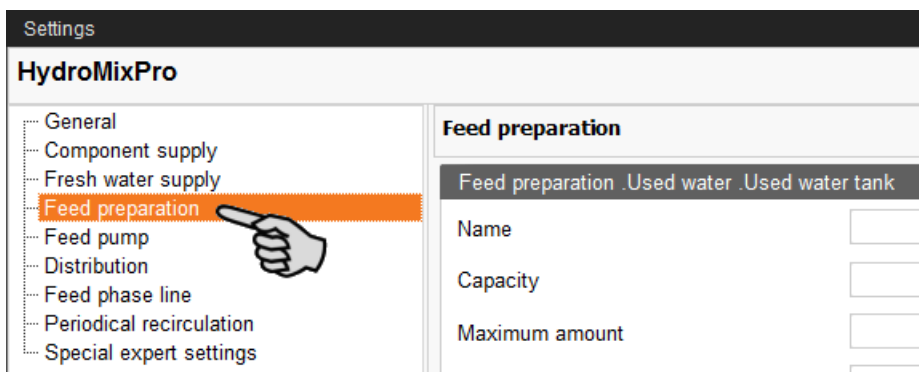 Settings
HydroMixPro
General
Component supply
Fresh water supply
Feed preparation
Feed pump
Distribution
Feed phase line
Periodical recirculation
Special expert settings
Feed preparation
Feed preparation .Used water .Used water tank
Name
Capacity
Maximum amount